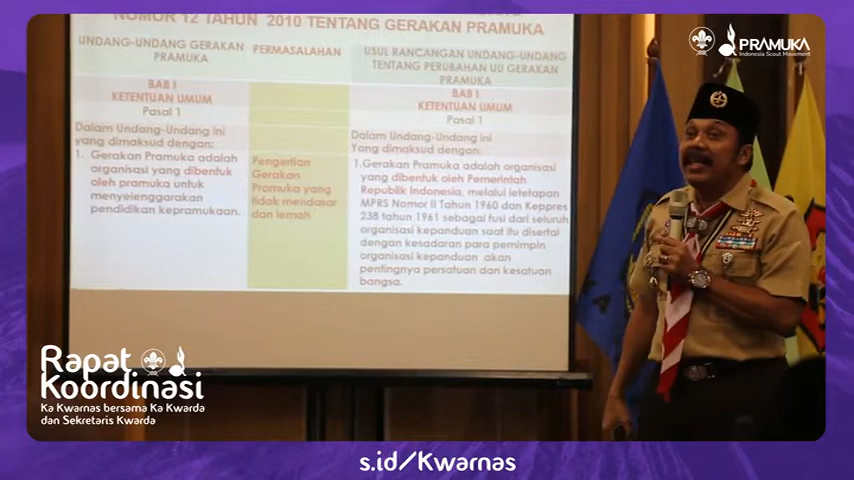 NOMOR 12 TAHUN 2010 TENTANG GERAKAN PRAMUKA
UNDANG-UNDANG GERAKAN
PRAMUKA
PERMASALAHAN
USUL RANCANGAN UNDANG-UNDANG
TENTANG PERUBAHAN UU GERAKAN
PRAMUKA
BAB I
KETENTUAN UMUM
Pasal 1
Dalam Undang-Undang ini
yang dimaksud dengan:
1. Gerakan Pramuka adalah
organisasi yang dibentuk
oleh pramuka untuk
menyelenggarakan
pendidikan kepramukaan.
Pengertian
Gerakan
Pramuka yang
tidak mendasar
dan lemah
BAB I
KETENTUAN UMUM
Pasal 1
Dalam Undang-Undang ini
Yang dimaksud dengan:
1.Gerakan Pramuka adalah organisasi
yang dibentuk oleh Pemerintah
Republik Indonesia, melalui ietetapan
MPRS Nomor II Tahun 1960 dan Keppres
238 tahun 1961 sebagai fusi dari seluruh
organisasi kepanduan saat itu disertai
dengan kesadaran para pemimpin
organisasi kepanduan akan
pentingnya persatuan dan kesatuan
bangsa.
PRAMUKA
Indonesia Scout Movement
Rapat
Koordinasi
Ka Kwarnas bersama Ka Kwarda
dan Sekretaris Kwarda
s.id/Kwarnas